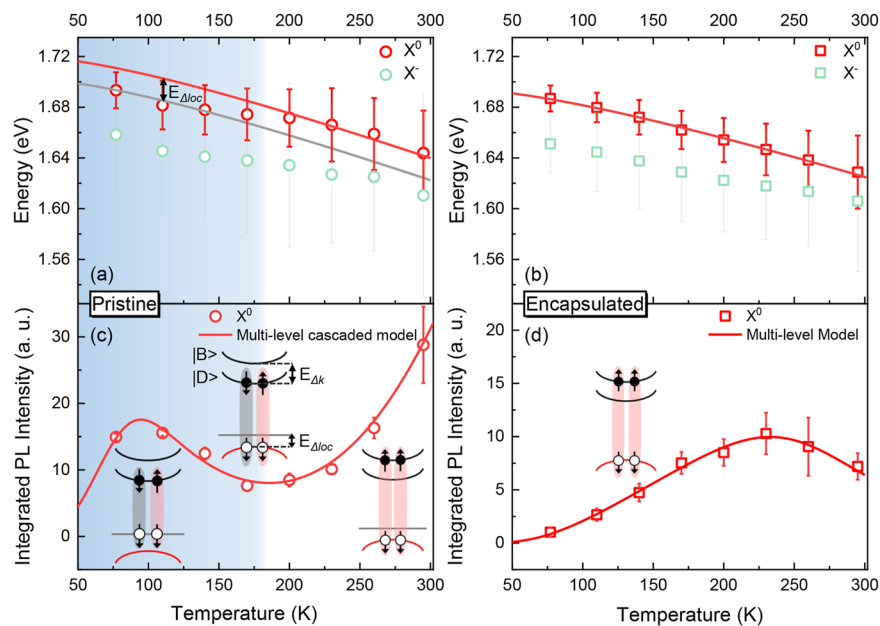 50 100 150 200 250 300
50 100 150 200 250 300
1.72
1.68
1.64
1.60
1.56
Energy (eV)
X⁰
X⁻
E_Δloc
(a)
1.72
1.68
1.64
1.60
1.56
Energy (eV)
X⁰
X⁻
(b)
Pristine
Encapsulated
30
20
10
0
Integrated PL Intensity (a. u.)
(c)
X⁰
Multi-level cascaded model
|B>
|D>
E_Δk
E_Δloc
20
15
10
5
0
Integrated PL Intensity (a. u.)
(d)
X⁰
Multi-level Model
50 100 150 200 250 300
Temperature (K)
50 100 150 200 250 300
Temperature (K)